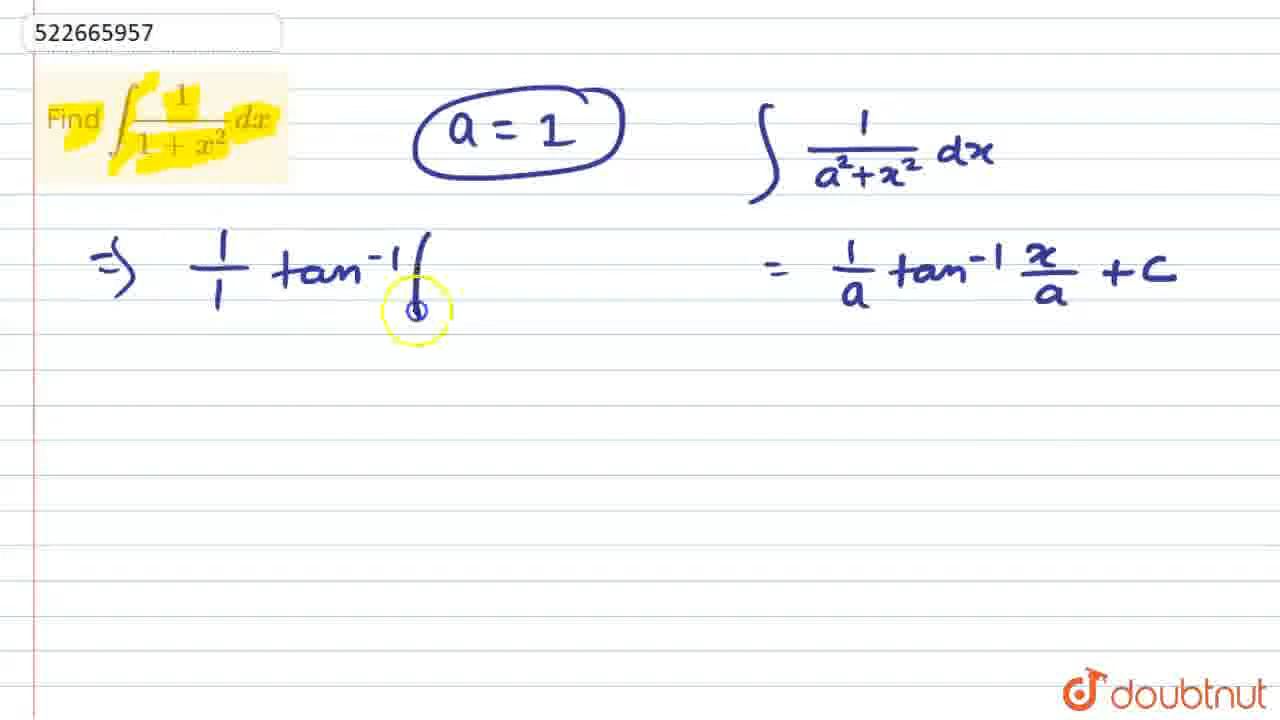 522665957
Find ∫ 1/(1 + x²) dx
a = 1
∫ 1/(a²+x²) dx
⇒ 1/1 tan⁻¹(
= 1/a tan⁻¹ x/a + c
doubtnut